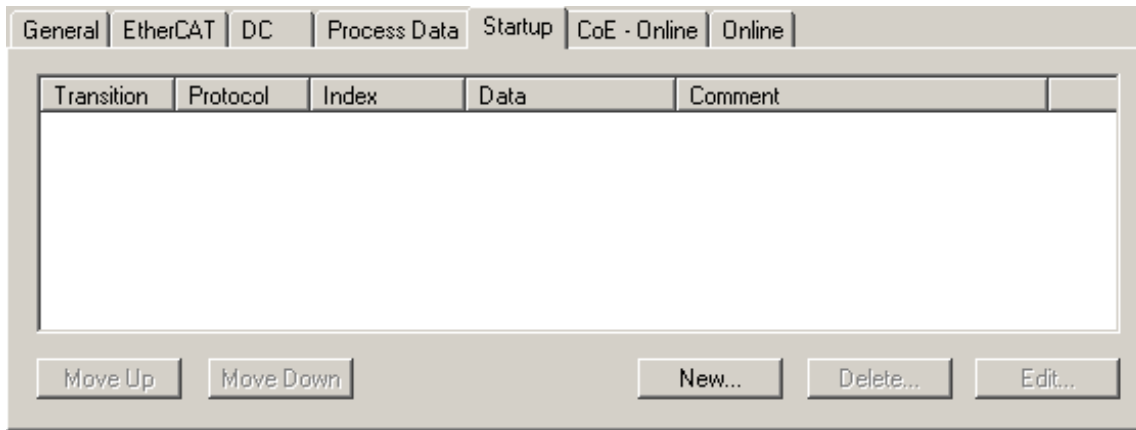 General EtherCAT DC Process Data Startup CoE - Online Online
Transition Protocol Index Data Comment
Move Up Move Down New... Delete... Edit...